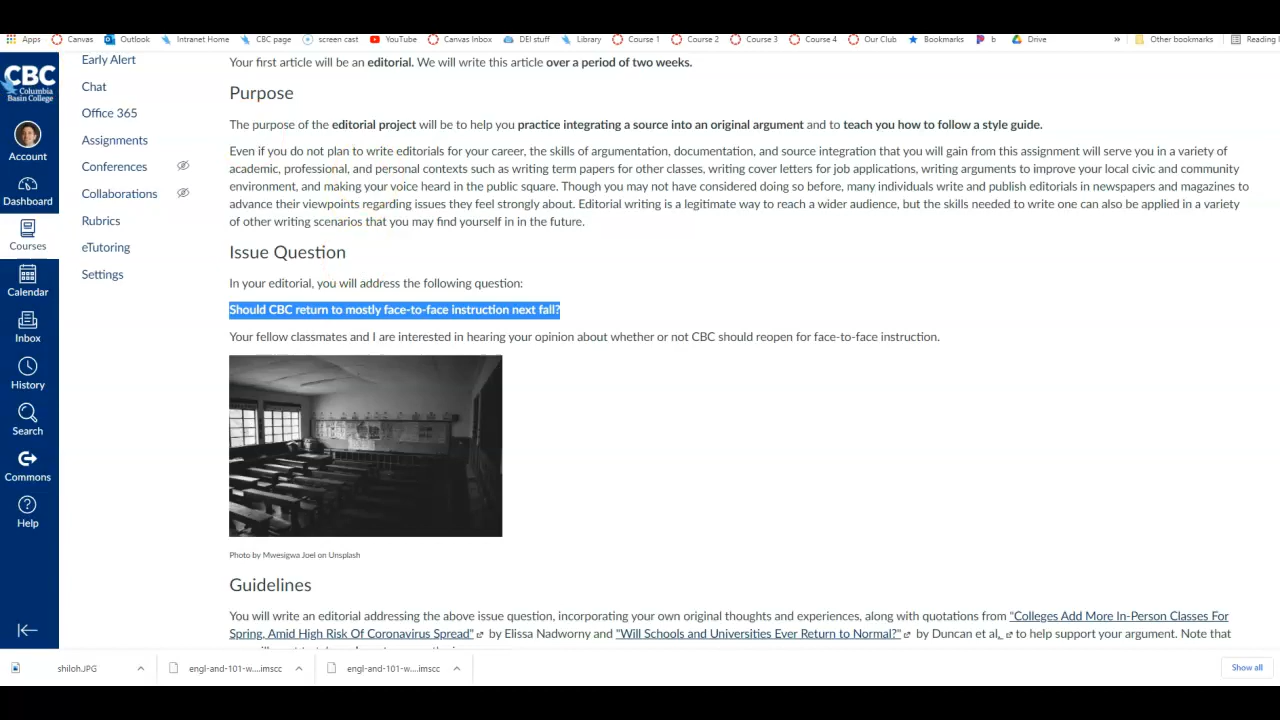 Apps Canvas Outlook Intranet Home CBC page screen cast YouTube Canvas Inbox DEI stuff Library Course 1 Course 2 Course 3 Course 4 Our Club Bookmarks b Drive » Other bookmarks Reading
CBC
Columbia
Basin College
Account
Dashboard
Courses
Calendar
Inbox
History
Search
Commons
Help
Early Alert
Chat
Office 365
Assignments
Conferences
Collaborations
Rubrics
eTutoring
Settings
Your first article will be an editorial. We will write this article over a period of two weeks.
Purpose
The purpose of the editorial project will be to help you practice integrating a source into an original argument and to teach you how to follow a style guide.
Even if you do not plan to write editorials for your career, the skills of argumentation, documentation, and source integration that you will gain from this assignment will serve you in a variety of
academic, professional, and personal contexts such as writing term papers for other classes, writing cover letters for job applications, writing arguments to improve your local civic and community
environment, and making your voice heard in the public square. Though you may not have considered doing so before, many individuals write and publish editorials in newspapers and magazines to
advance their viewpoints regarding issues they feel strongly about. Editorial writing is a legitimate way to reach a wider audience, but the skills needed to write one can also be applied in a variety
of other writing scenarios that you may find yourself in in the future.
Issue Question
In your editorial, you will address the following question:
Should CBC return to mostly face-to-face instruction next fall?
Your fellow classmates and I are interested in hearing your opinion about whether or not CBC should reopen for face-to-face instruction.
Photo by Mwesigwa Joel on Unsplash
Guidelines
You will write an editorial addressing the above issue question, incorporating your own original thoughts and experiences, along with quotations from "Colleges Add More In-Person Classes For
Spring, Amid High Risk Of Coronavirus Spread" by Elissa Nadworny and "Will Schools and Universities Ever Return to Normal?" by Duncan et al. to help support your argument. Note that
shiloh.JPG
engl-and-101-w....imscc
engl-and-101-w....imscc
Show all